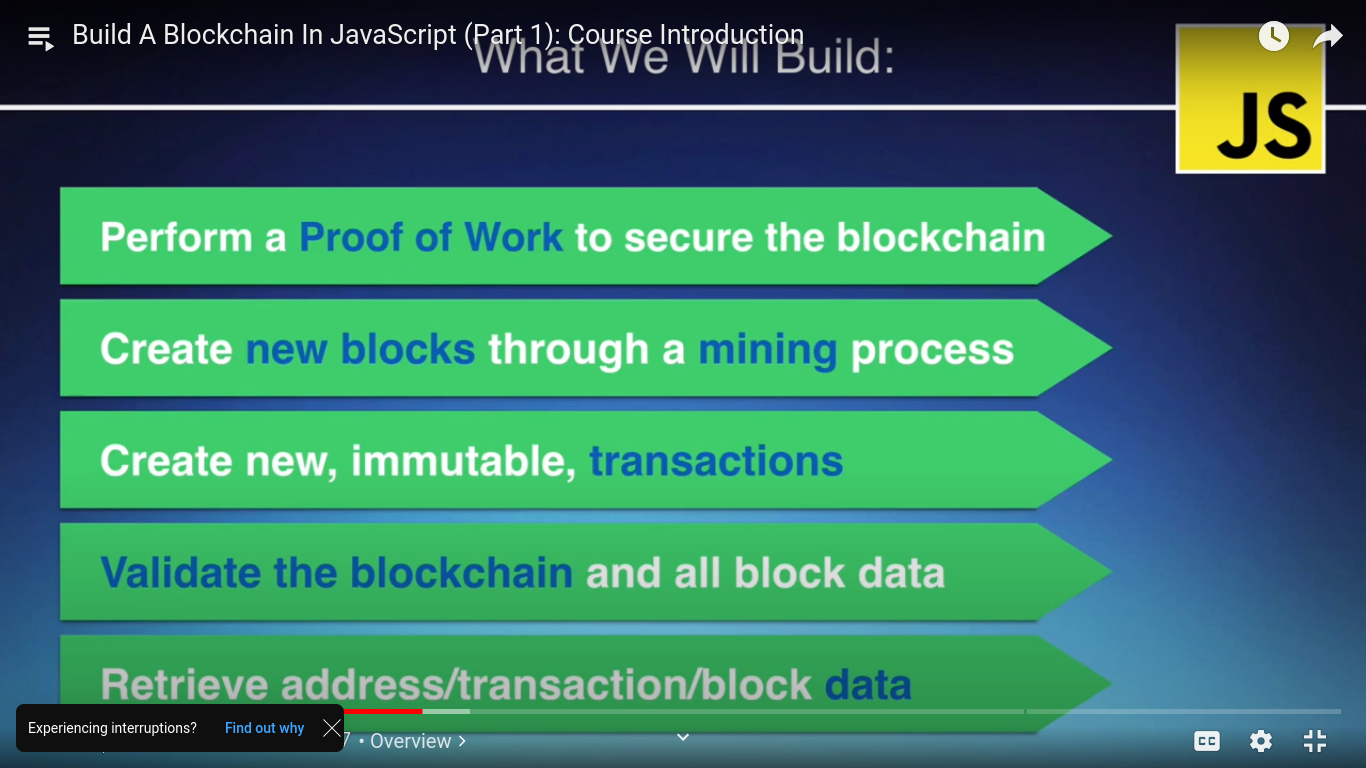 Build A Blockchain In JavaScript (Part 1): Course Introduction
What We Will Build:
JS
Perform a Proof of Work to secure the blockchain
Create new blocks through a mining process
Create new, immutable, transactions
Validate the blockchain and all block data
Retrieve address/transaction/block data
Experiencing interruptions? Find out why
7 • Overview
CC